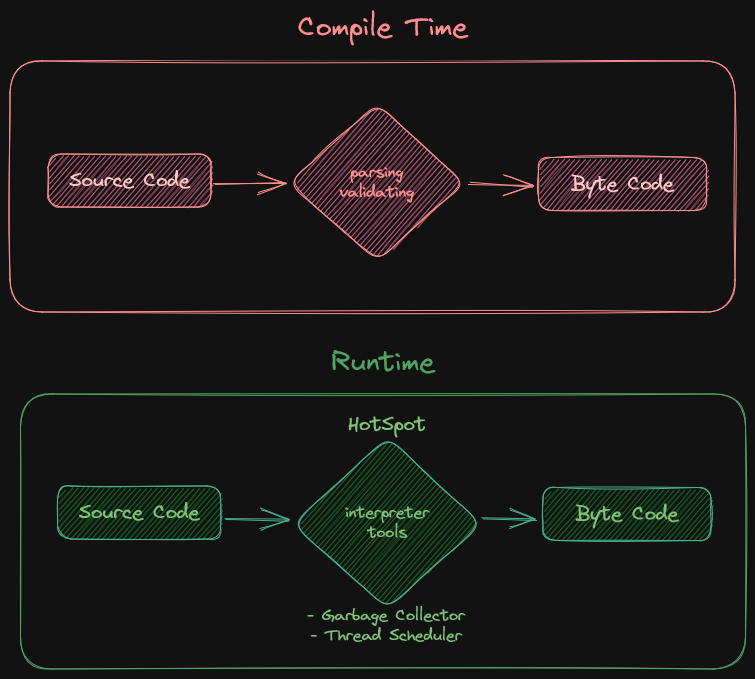 Compile Time
Source Code
parsing
validating
Byte Code
Runtime
HotSpot
Source Code
interpreter
tools
Byte Code
- Garbage Collector
- Thread Scheduler